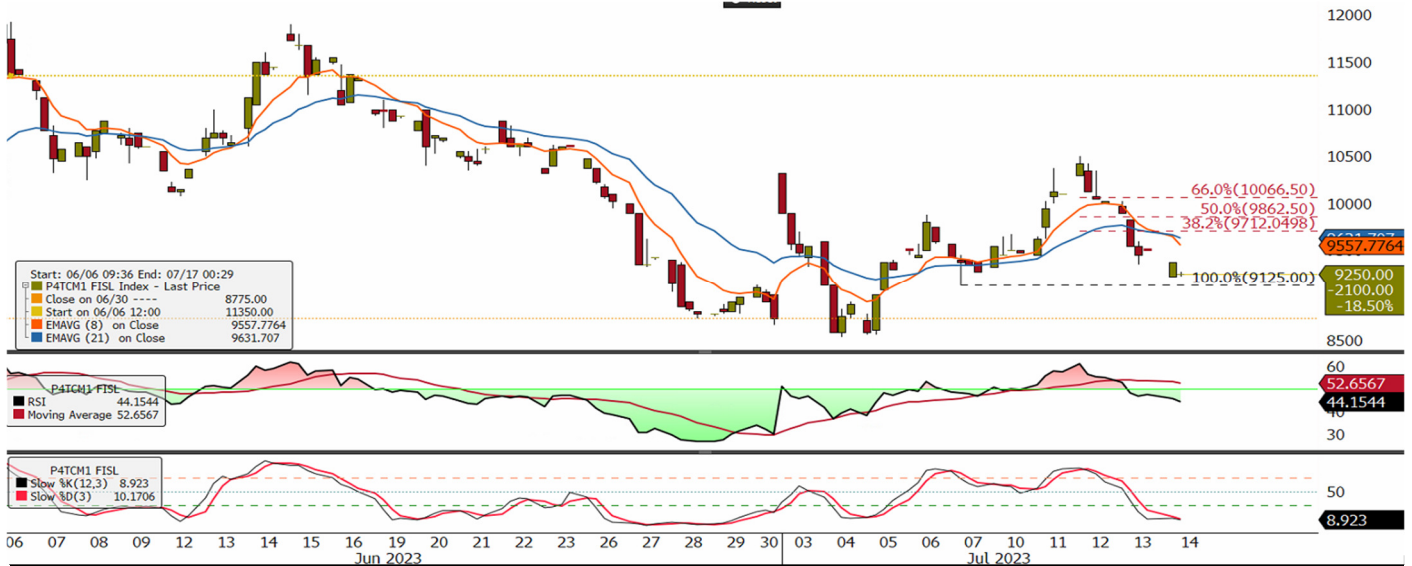 12000
11500
11000
10500
10000
8500
66.0%(10066.50)
50.0%(9862.50)
38.2%(9712.0498)
100.0%(9125.00)
9631.707
9557.7764
9250.00
-2100.00
-18.50%
Start: 06/06 09:36 End: 07/17 00:29
P4TCM1 FISL Index - Last Price
Close on 06/30 ---- 8775.00
Start on 06/06 12:00 11350.00
EMAVG (8) on Close 9557.7764
EMAVG (21) on Close 9631.707
60
40
30
52.6567
44.1544
P4TCM1 FISL
RSI 44.1544
Moving Average 52.6567
P4TCM1 FISL
Slow %K(12,3) 8.923
Slow %D(3) 10.1706
50
8.923
06 07 08 09 12 13 14 15 16 19 20 21 22 23 26 27 28 29 30 03 04 05 06 07 10 11 12 13 14
Jun 2023 Jul 2023